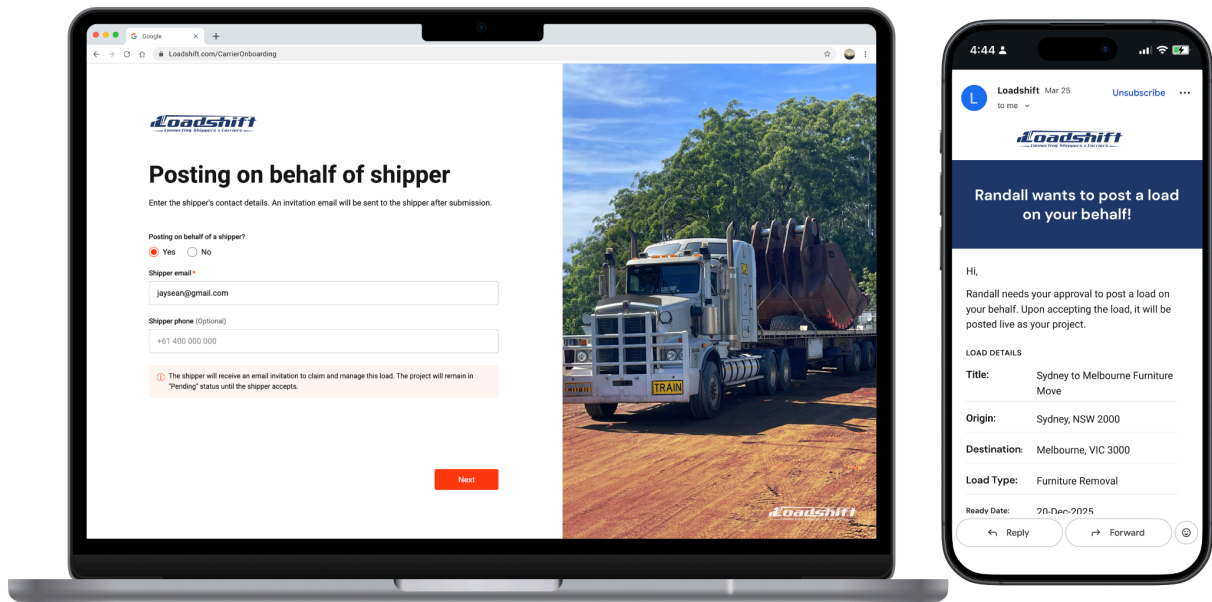 Google
Loadshift.com/CarrierOnboarding
Loadshift
Connecting Shippers & Carriers
Posting on behalf of shipper
Enter the shipper's contact details. An invitation email will be sent to the shipper after submission.
Posting on behalf of a shipper?
Yes No
Shipper email*
jaysean@gmail.com
Shipper phone (Optional)
+61 400 000 000
The shipper will receive an email invitation to claim and manage this load. The project will remain in
"Pending" status until the shipper accepts.
Next
TRAIN
Loadshift
4:44
L
Loadshift Mar 25
Unsubscribe
to me
Loadshift
Connecting Shippers & Carriers
Randall wants to post a load
on your behalf!
Hi,
Randall needs your approval to post a load on
your behalf. Upon accepting the load, it will be
posted live as your project.
LOAD DETAILS
Title: Sydney to Melbourne Furniture
Move
Origin: Sydney, NSW 2000
Destination: Melbourne, VIC 3000
Load Type: Furniture Removal
Ready Date: 20-Dec-2025
Reply
Forward